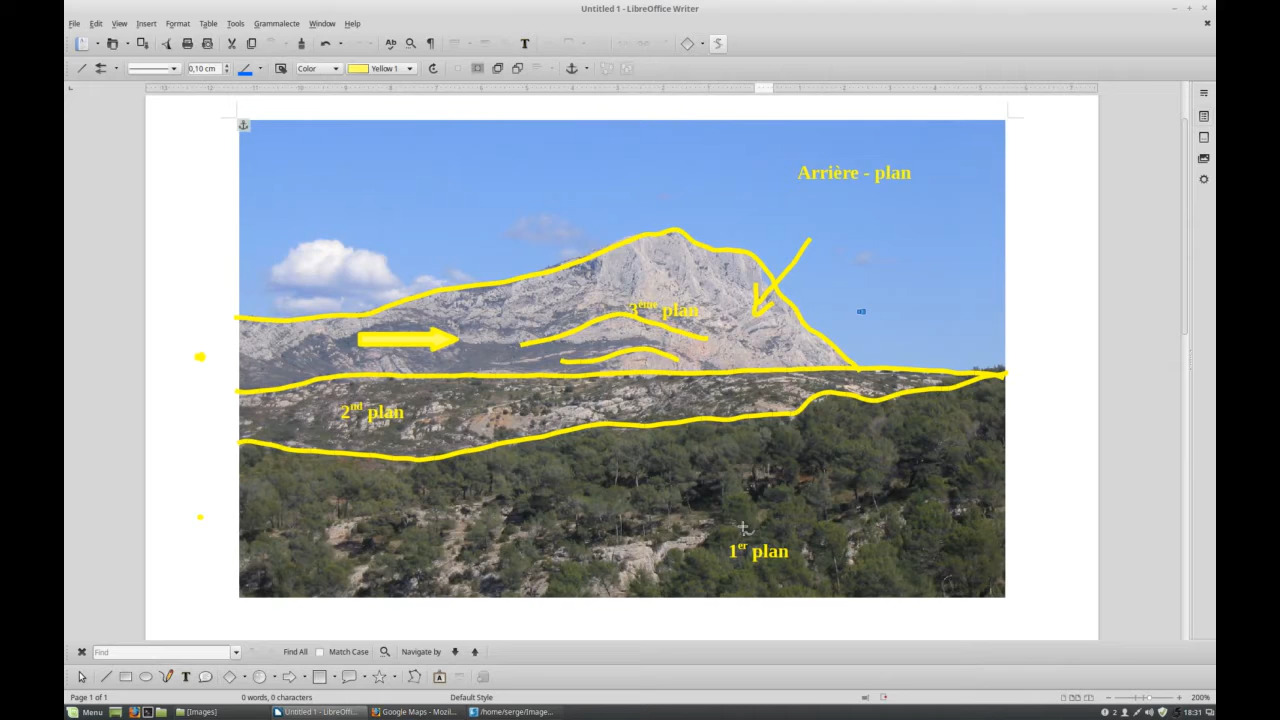 Untitled 1 - LibreOffice Writer
File Edit View Insert Format Table Tools Grammalecte Window Help
0,10 cm Color Yellow 1
Arrière - plan
3ème plan
2nd plan
1er plan
Find Find All Match Case Navigate by
Page 1 of 1 0 words, 0 characters Default Style 200%
Menu [Images] Untitled 1 - LibreOffi... Google Maps - Mozil... /home/serge/Image... 2 18:31